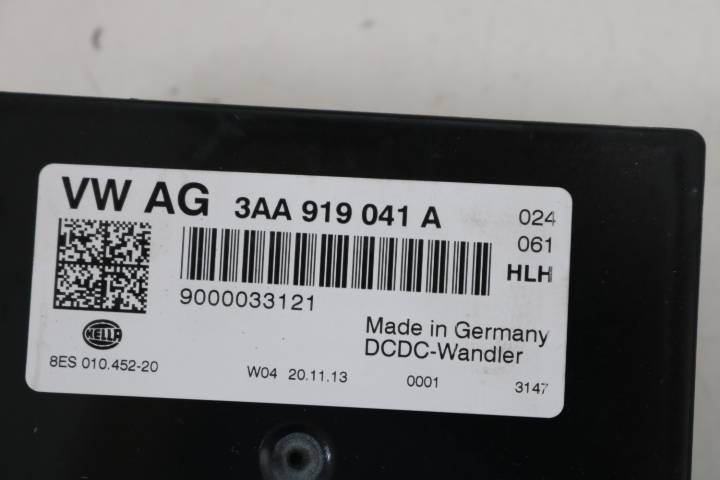 VW AG 3AA 919 041 A 024
061
HLH
9000033121
Made in Germany
DCDC-Wandler
HELLA
8ES 010.452-20
W04 20.11.13 0001 3147